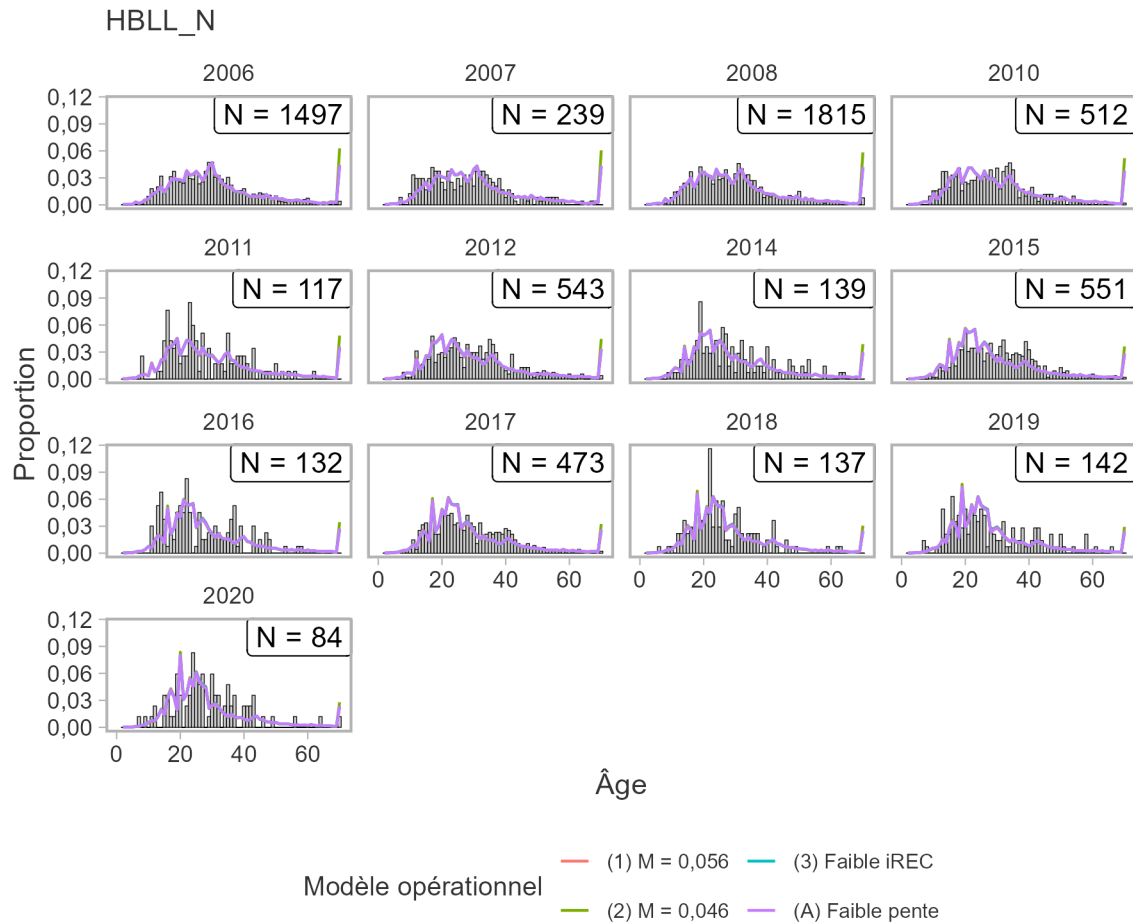 HBLL_N
2006 2007 2008 2010
0,12
0,09
0,06
0,03
0,00
N = 1497 N = 239 N = 1815 N = 512
2011 2012 2014 2015
0,12
0,09
0,06
0,03
0,00
N = 117 N = 543 N = 139 N = 551
Proportion
2016 2017 2018 2019
0,12
0,09
0,06
0,03
0,00
N = 132 N = 473 N = 137 N = 142
0 20 40 60 0 20 40 60 0 20 40 60
2020
0,12
0,09
0,06
0,03
0,00
N = 84
0 20 40 60
Âge
Modèle opérationnel
(1) M = 0,056 (3) Faible iREC
(2) M = 0,046 (A) Faible pente